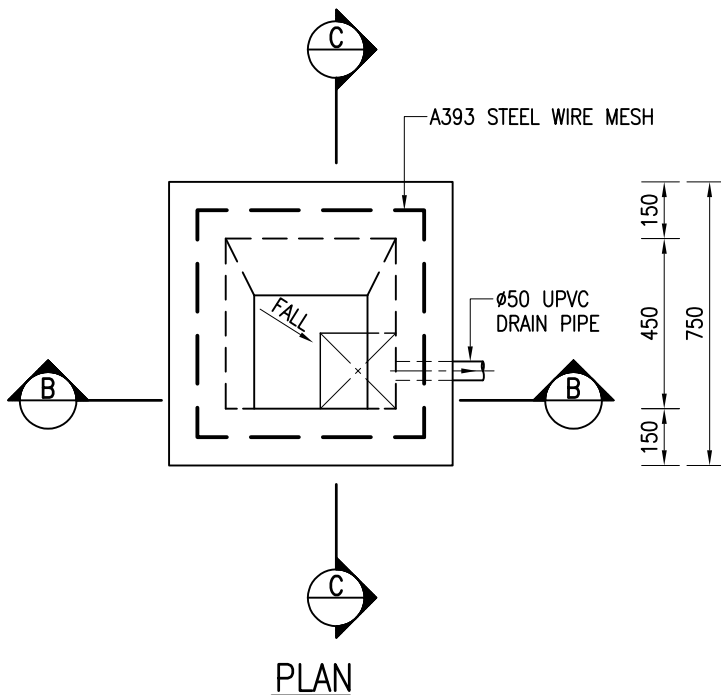 C
A393 STEEL WIRE MESH
150
FALL
ø50 UPVC
DRAIN PIPE
450
750
B
B
150
C
PLAN